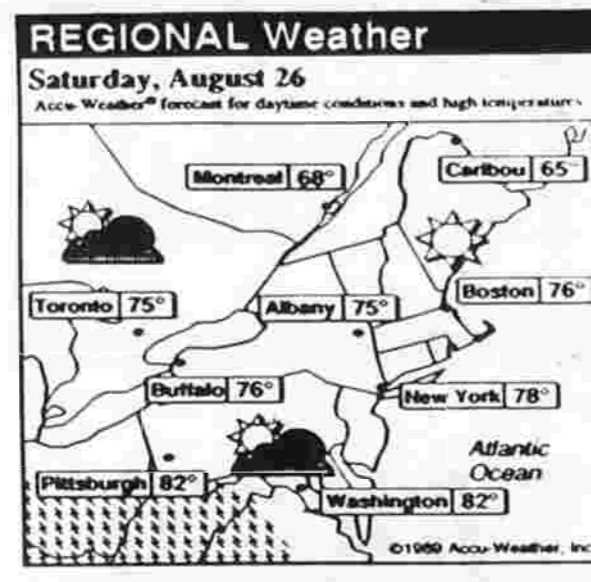 REGIONAL Weather
Saturday, August 26
Accu-Weather® forecast for daytime conditions and high temperatures
Montreal 68°
Caribou 65°
Toronto 75°
Albany 75°
Boston 76°
Buffalo 76°
New York 78°
Atlantic
Ocean
Pittsburgh 82°
Washington 82°
©1989 Accu-Weather, Inc